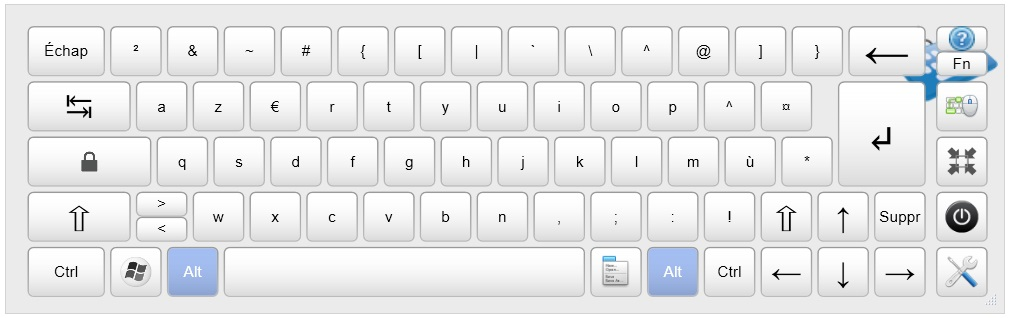 Échap ² & ~ # { [ | ` \ ^ @ ] } ← ?
Fn
a z € r t y u i o p ^ ¤
q s d f g h j k l m ù *
> w x c v b n , ; : ! ↑ Suppr
<
Ctrl Alt Alt Ctrl ← ↓ →